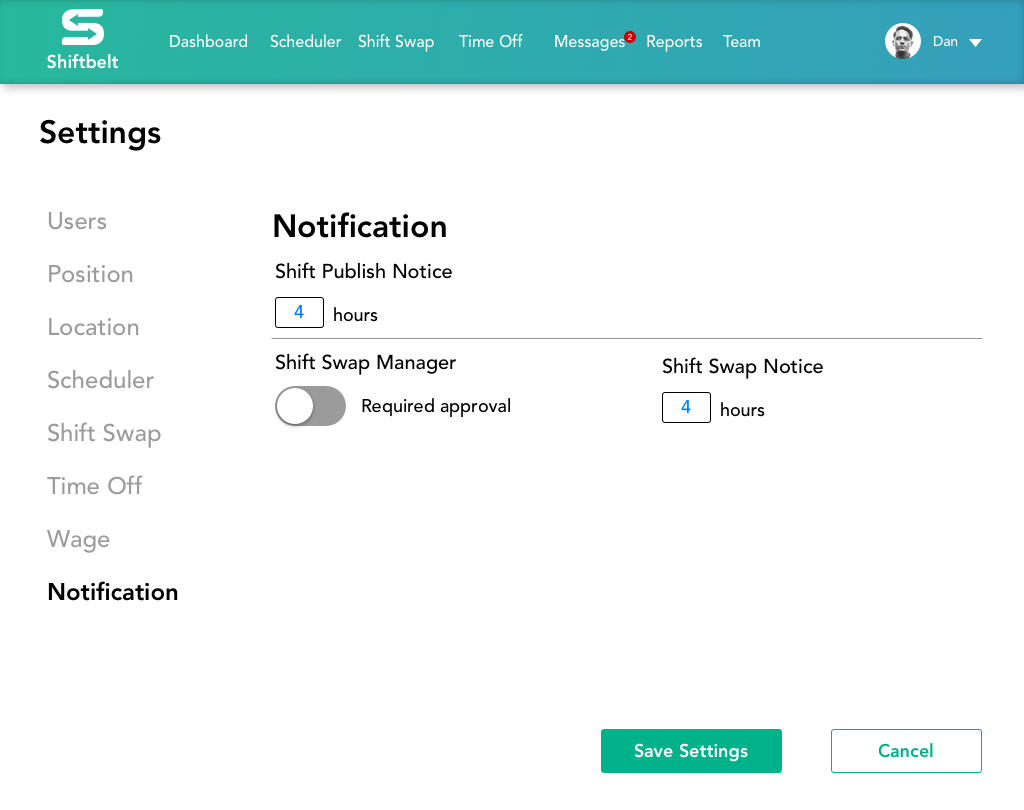 Shiftbelt
Dashboard Scheduler Shift Swap Time Off Messages 2 Reports Team Dan
Settings
Users
Position
Location
Scheduler
Shift Swap
Time Off
Wage
Notification
Notification
Shift Publish Notice
4 hours
Shift Swap Manager
Required approval
Shift Swap Notice
4 hours
Save Settings Cancel